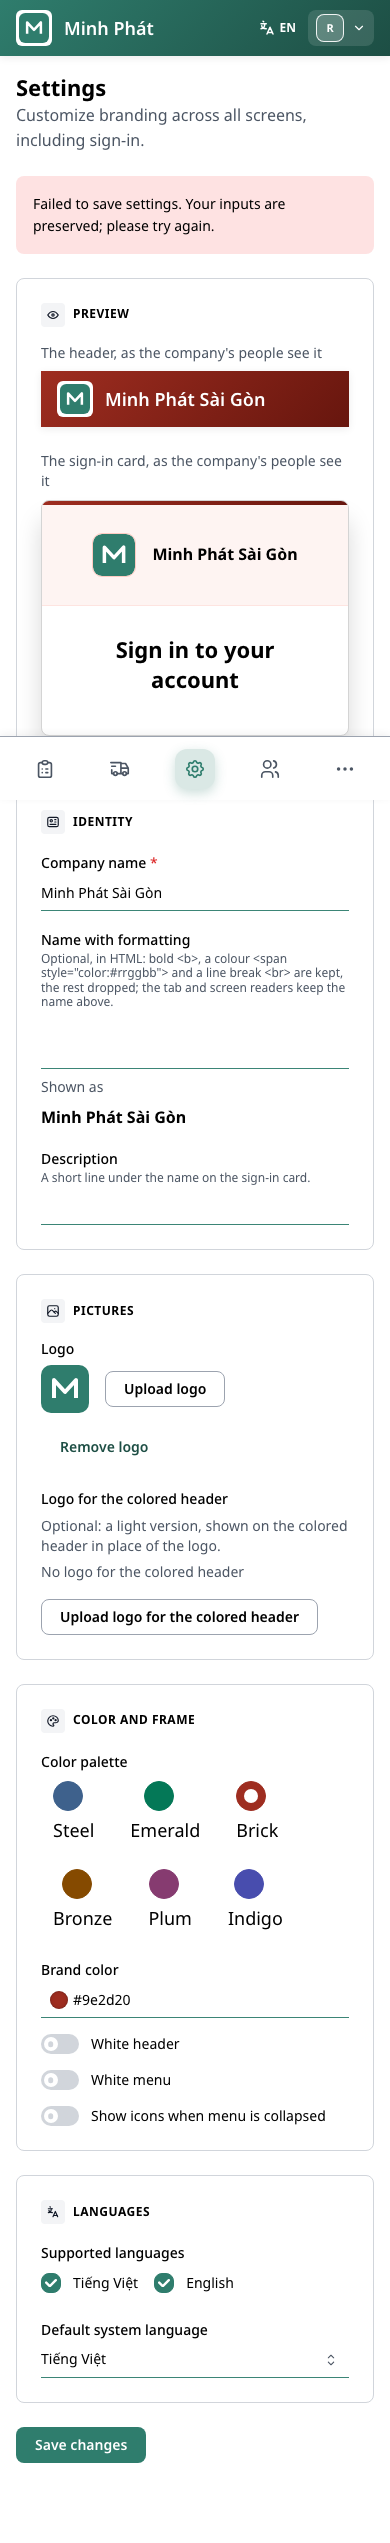 Minh Phát
EN
R
Settings
Customize branding across all screens,
including sign-in.
Failed to save settings. Your inputs are
preserved; please try again.
PREVIEW
The header, as the company's people see it
Minh Phát Sài Gòn
The sign-in card, as the company's people see
it
Minh Phát Sài Gòn
Sign in to your
account
IDENTITY
Company name *
Minh Phát Sài Gòn
Name with formatting
Optional, in HTML: bold <b>, a colour <span
style="color:#rrggbb"> and a line break <br> are kept,
the rest dropped; the tab and screen readers keep the
name above.
Shown as
Minh Phát Sài Gòn
Description
A short line under the name on the sign-in card.
PICTURES
Logo
Upload logo
Remove logo
Logo for the colored header
Optional: a light version, shown on the colored
header in place of the logo.
No logo for the colored header
Upload logo for the colored header
COLOR AND FRAME
Color palette
Steel
Emerald
Brick
Bronze
Plum
Indigo
Brand color
#9e2d20
White header
White menu
Show icons when menu is collapsed
LANGUAGES
Supported languages
Tiếng Việt
English
Default system language
Tiếng Việt
Save changes